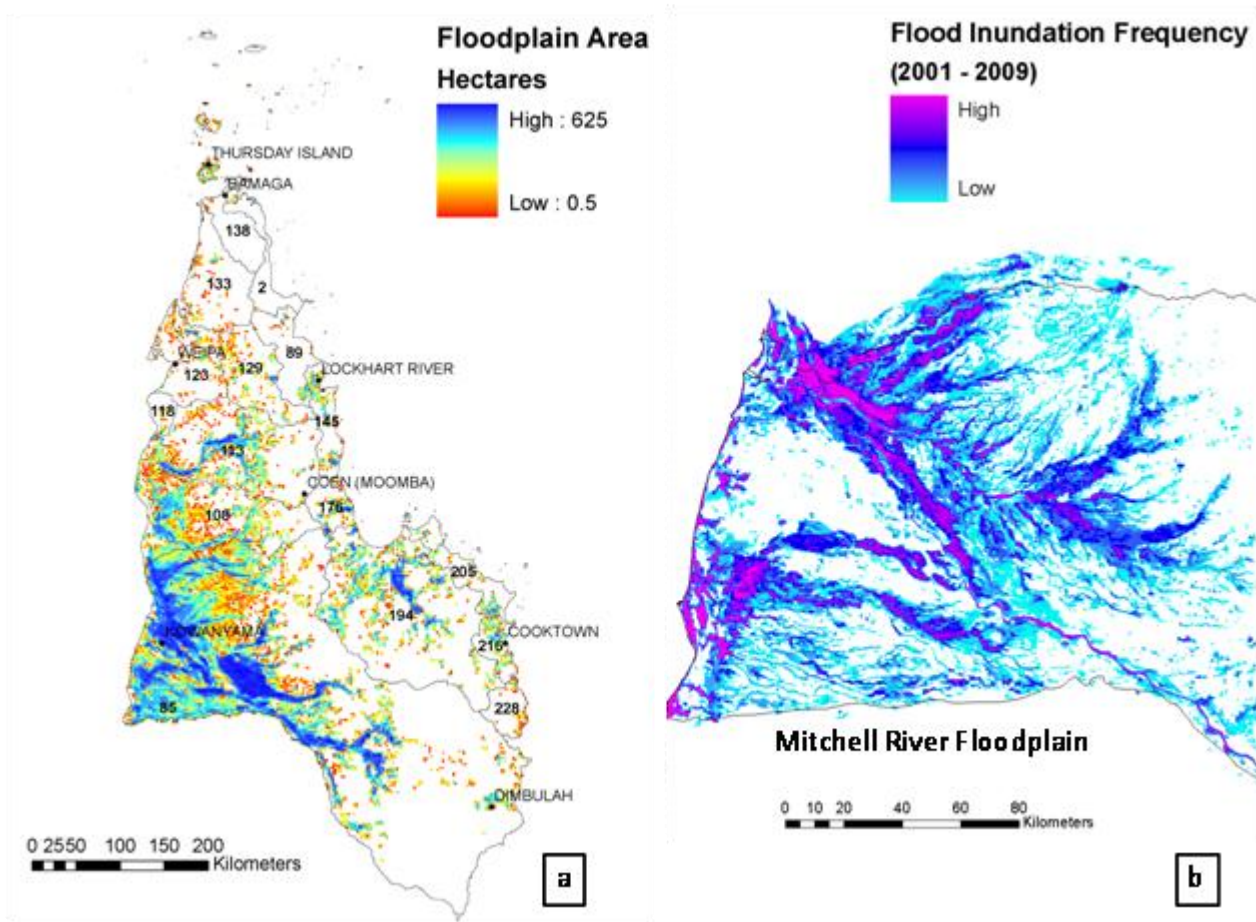 Floodplain Area
Hectares
High : 625
Low : 0.5
THURSDAY ISLAND
BAMAGA
138
133
2
89
WEIPA
123
129
LOCKHART RIVER
118
145
113
COEN (MOOMBA)
176
108
205
194
KOWANYAMA
COOKTOWN
216
85
228
DIMBULAH
0 25 50 100 150 200
Kilometers
a
Flood Inundation Frequency
(2001 - 2009)
High
Low
Mitchell River Floodplain
0 10 20 40 60 80
Kilometers
b